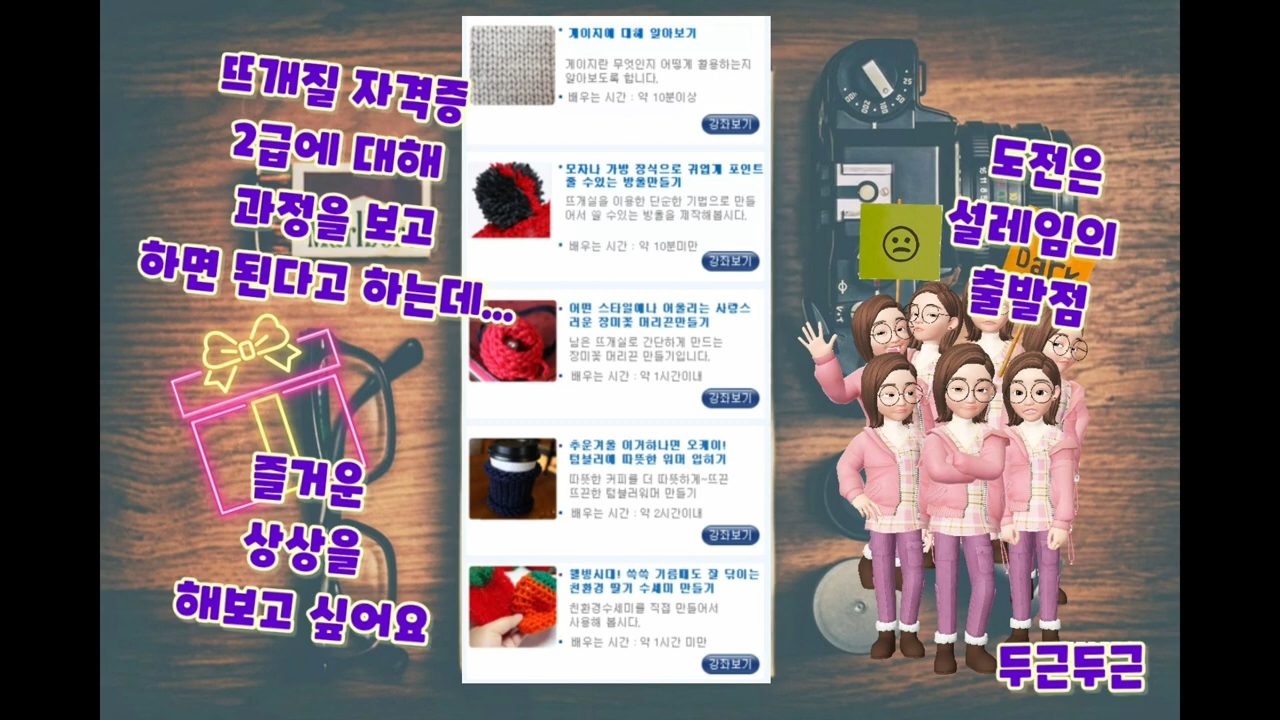 뜨개질 자격증
2급에 대해
과정을 보고
하면 된다고 하는데...
즐거운
상상을
해보고 싶어요
게이지에 대해 알아보기
게이지란 무엇인지 어떻게 활용하는지
알아보도록 합니다.
배우는 시간 : 약 10분이상
강좌보기
모자나 가방 장식으로 귀엽게 포인트
줄 수있는 방울만들기
뜨개실을 이용한 단순한 기법으로 만들
어서 달 수있는 방울을 제작해봅시다.
배우는 시간 : 약 10분미만
강좌보기
어떤 스타일에나 어울리는 사랑스
러운 장미꽃 머리끈만들기
남은 뜨개실로 간단하게 만드는
장미꽃 머리끈 만들기입니다.
배우는 시간 : 약 1시간이내
강좌보기
추운겨울 이거하나면 오케이!
텀블러에 따뜻한 워머 입히기
따뜻한 커피를 더 따뜻하게~뜨끈
뜨끈한 텀블러워머 만들기
배우는 시간 : 약 2시간이내
강좌보기
웰빙시대! 쓱쓱 기름때도 잘 닦이는
친환경 딸기 수세미 만들기
친환경수세미를 직접 만들어서
사용해 봅시다.
배우는 시간 : 약 1시간 미만
강좌보기
도전은
설레임의
출발점
Dark
두근두근